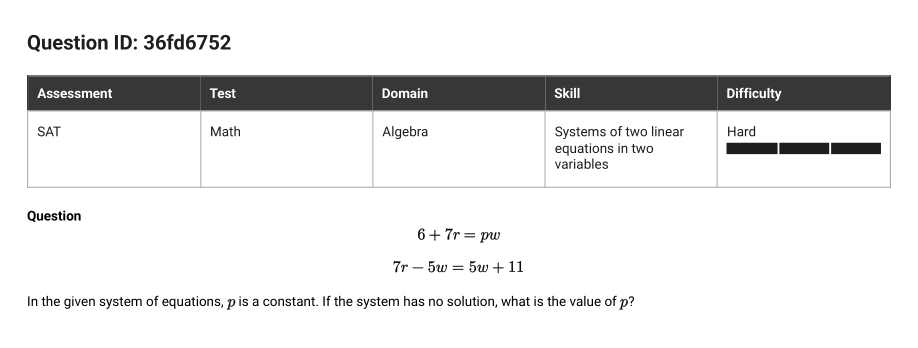 Question ID: 36fd6752
Assessment Test Domain Skill Difficulty
SAT Math Algebra Systems of two linear Hard
equations in two
variables
Question
6 + 7r = pw
7r − 5w = 5w + 11
In the given system of equations, p is a constant. If the system has no solution, what is the value of p?